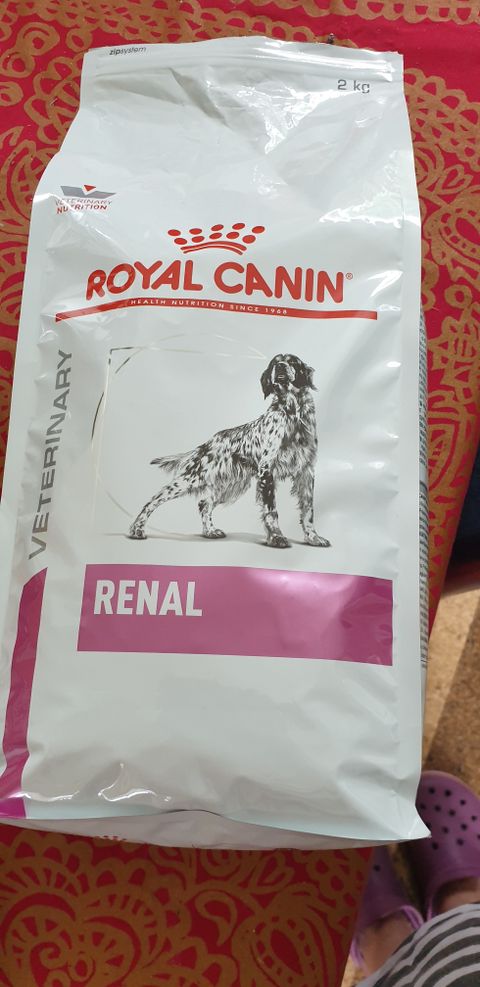 zipsystem
2 kg
VETERINARY
NUTRITION
ROYAL CANIN®
HEALTH NUTRITION SINCE 1968
VETERINARY
RENAL